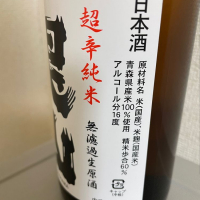 日本酒
原材料名 米(国産)、米麹(国産米)
青森県産米100%使用 精米歩合60%
アルコール分16度
超辛純米
無濾過生原酒